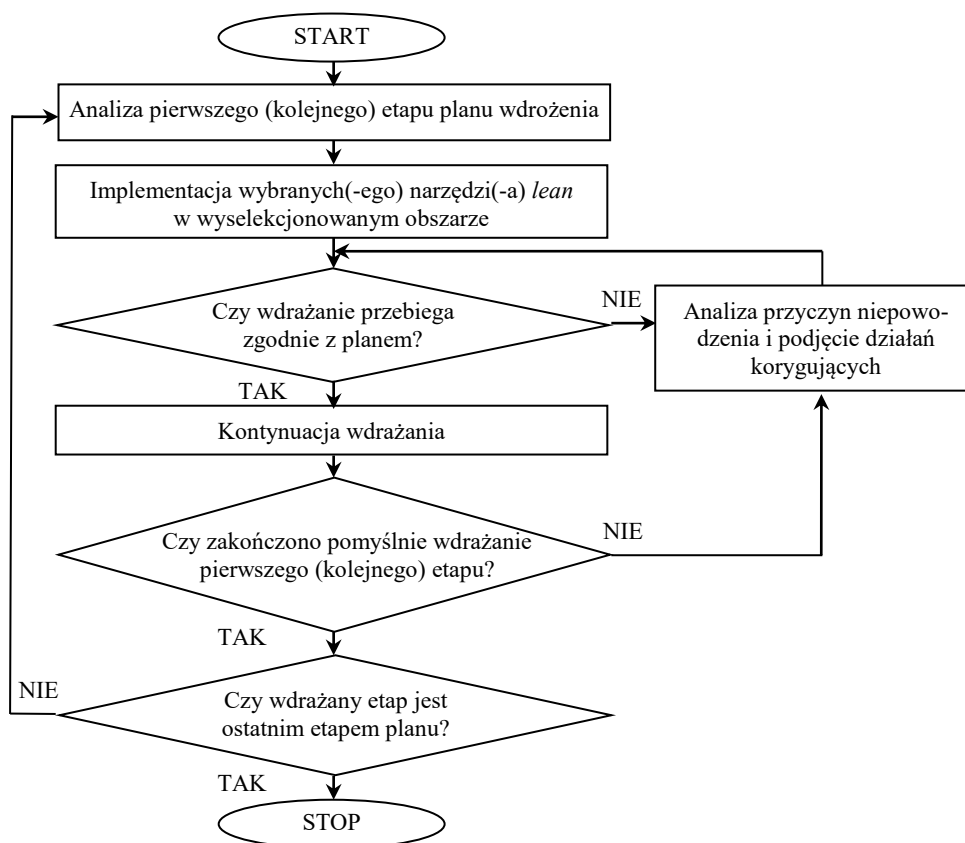 START
Analiza pierwszego (kolejnego) etapu planu wdrożenia
Implementacja wybranych(-ego) narzędzi(-a) lean
w wyselekcjonowanym obszarze
Czy wdrażanie przebiega
zgodnie z planem?
NIE
Analiza przyczyn niepowo-
dzenia i podjęcie działań
korygujących
TAK
Kontynuacja wdrażania
Czy zakończono pomyślnie wdrażanie
pierwszego (kolejnego) etapu?
NIE
TAK
Czy wdrażany etap jest
ostatnim etapem planu?
NIE
TAK
STOP